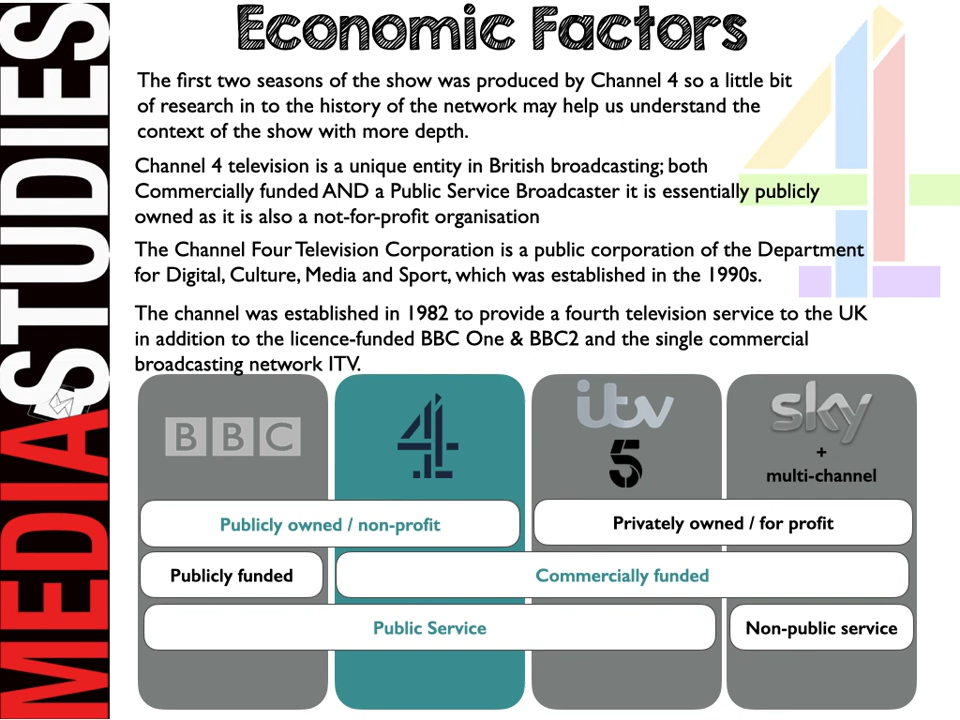 Economic Factors
MEDIASTUDIES
The first two seasons of the show was produced by Channel 4 so a little bit
of research in to the history of the network may help us understand the
context of the show with more depth.
Channel 4 television is a unique entity in British broadcasting; both
Commercially funded AND a Public Service Broadcaster it is essentially publicly
owned as it is also a not-for-profit organisation
The Channel Four Television Corporation is a public corporation of the Department
for Digital, Culture, Media and Sport, which was established in the 1990s.
The channel was established in 1982 to provide a fourth television service to the UK
in addition to the licence-funded BBC One & BBC2 and the single commercial
broadcasting network ITV.
BBC
4
itv
5
sky
+
multi-channel
Publicly owned / non-profit
Privately owned / for profit
Publicly funded
Commercially funded
Public Service
Non-public service